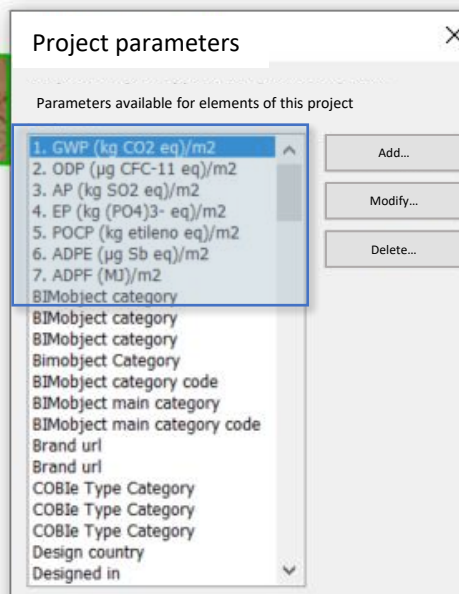 Project parameters
Parameters available for elements of this project
1. GWP (kg CO2 eq)/m2
2. ODP (µg CFC-11 eq)/m2
3. AP (kg SO2 eq)/m2
4. EP (kg (PO4)3- eq)/m2
5. POCP (kg etileno eq)/m2
6. ADPE (µg Sb eq)/m2
7. ADPF (MJ)/m2
BIMobject category
BIMobject category
BIMobject category
Bimobject Category
BIMobject category code
BIMobject main category
BIMobject main category code
Brand url
Brand url
COBIe Type Category
COBIe Type Category
COBIe Type Category
Design country
Designed in
Add...
Modify...
Delete...